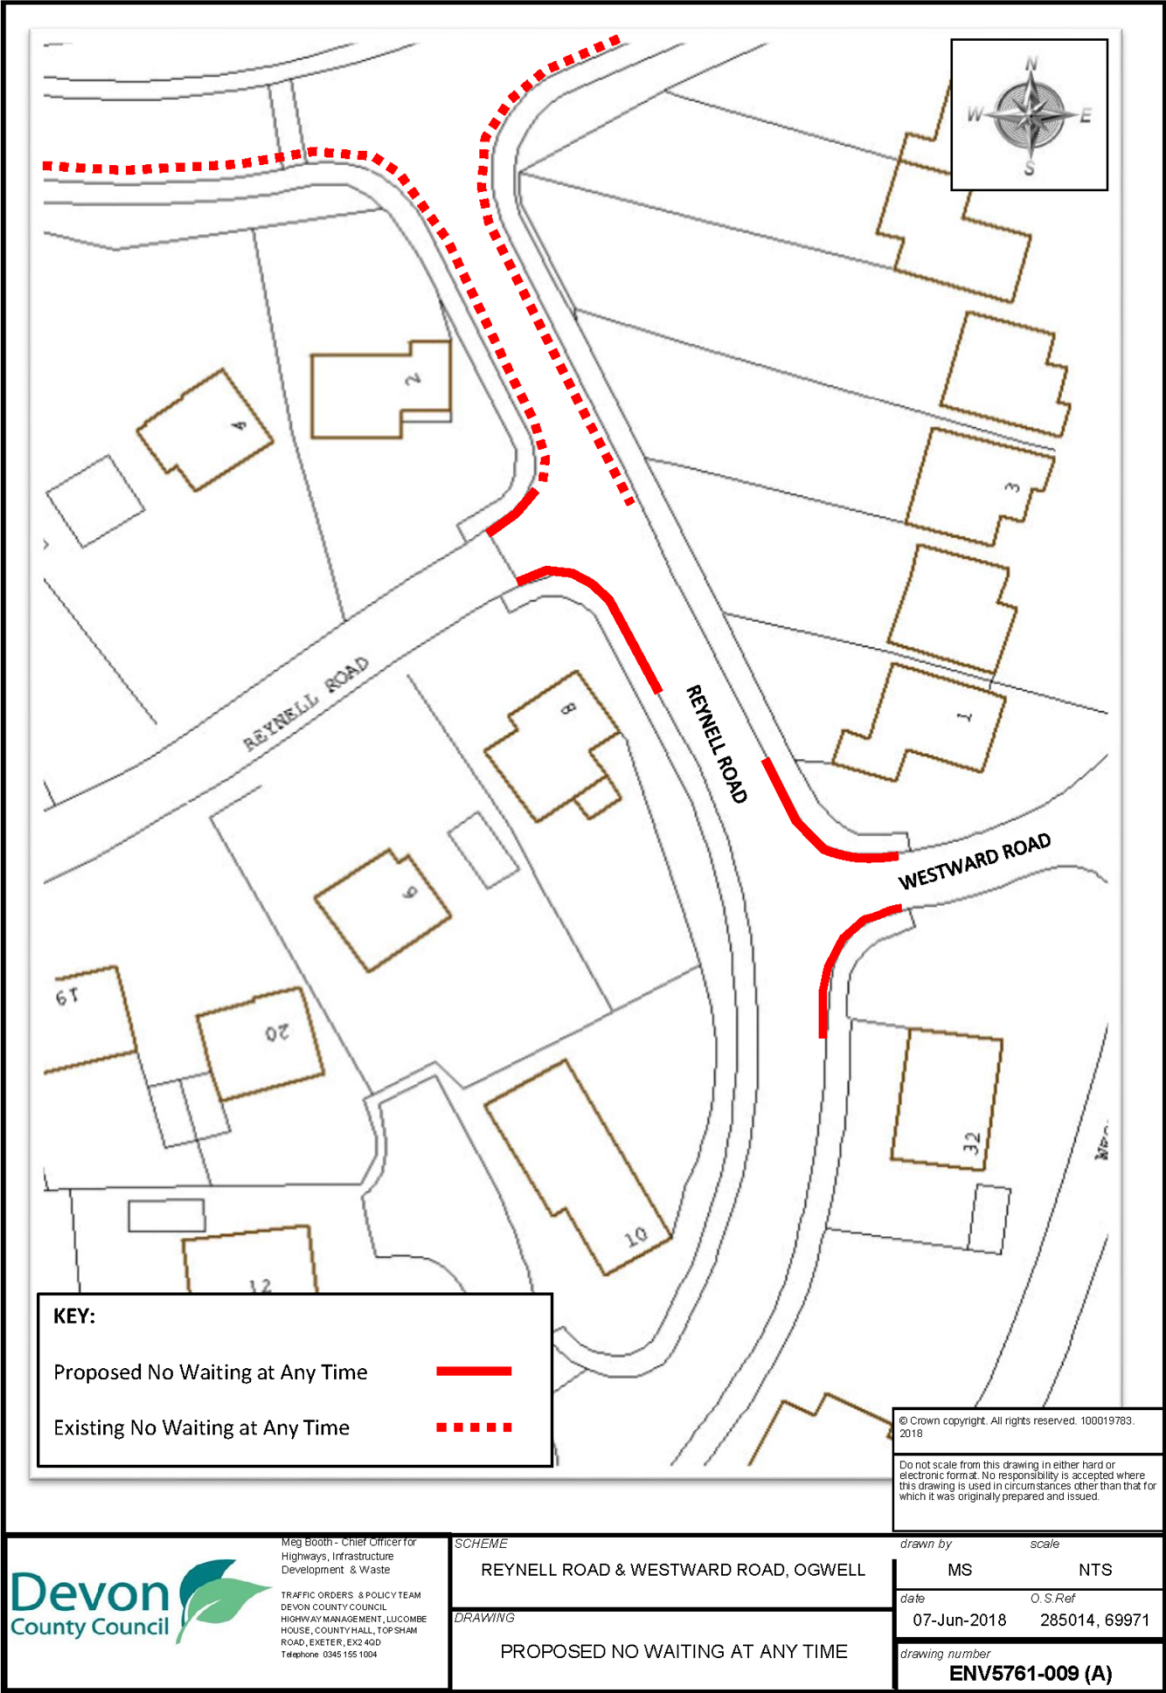 N
W E
S
2
4
3
REYNELL ROAD
8
REYNELL ROAD
1
WESTWARD ROAD
6
19
20
32
10
12
KEY:
Proposed No Waiting at Any Time
Existing No Waiting at Any Time
© Crown copyright. All rights reserved. 100019783.
2018
Do not scale from this drawing in either hard or
electronic format. No responsibility is accepted where
this drawing is used in circumstances other than that for
which it was originally prepared and issued.
Devon
County Council
Meg Booth - Chief Officer for
Highways, Infrastructure
Development & Waste
TRAFFIC ORDERS & POLICY TEAM
DEVON COUNTY COUNCIL
HIGHWAY MANAGEMENT, LUCOMBE
HOUSE, COUNTY HALL, TOPSHAM
ROAD, EXETER, EX2 4QD
Telephone 0345 155 1004
SCHEME
REYNELL ROAD & WESTWARD ROAD, OGWELL
DRAWING
PROPOSED NO WAITING AT ANY TIME
drawn by scale
MS NTS
date O.S.Ref
07-Jun-2018 285014, 69971
drawing number
ENV5761-009 (A)